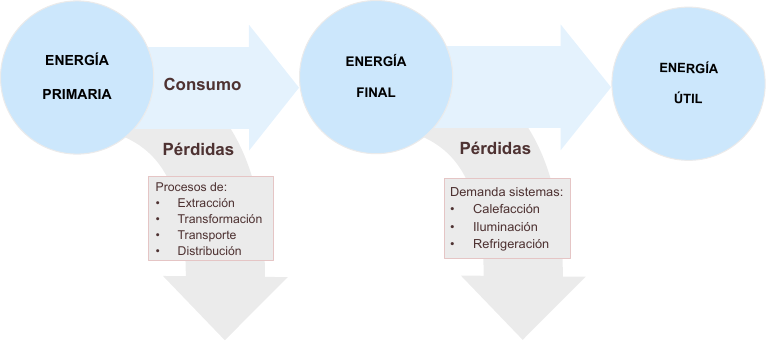 ENERGÍA
PRIMARIA
Consumo
Pérdidas
Procesos de:
• Extracción
• Transformación
• Transporte
• Distribución
ENERGÍA
FINAL
Pérdidas
Demanda sistemas:
• Calefacción
• Iluminación
• Refrigeración
ENERGÍA
ÚTIL